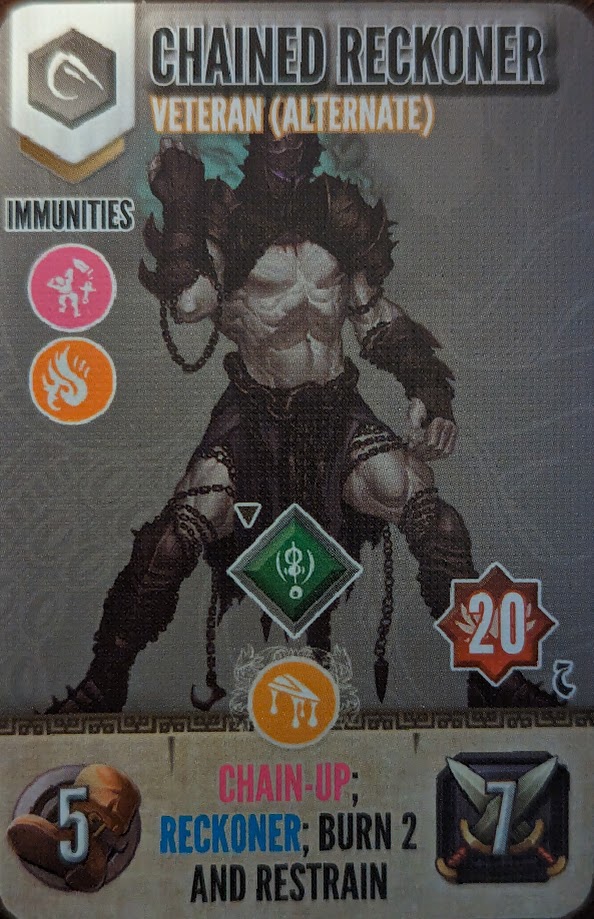 CHAINED RECKONER
VETERAN (ALTERNATE)
IMMUNITIES
20
5
CHAIN-UP;
RECKONER; BURN 2
AND RESTRAIN
7